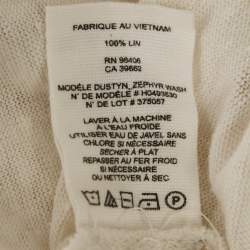 FABRIQUE AU VIETNAM
100% LIN
RN 98406
CA 39662
MODÈLE DUSTYN_ZEPHYR WASH
N° DE MODÈLE # H0493630
N° DE LOT # 375057
LAVER À LA MACHINE
A L'EAU FROIDE
UTILISER EAU DE JAVEL SANS
CHLORE SI NÉCESSAIRE
SÉCHER À PLAT
REPASSER AU FER FROID
SI NÉCESSAIRE
OU NETTOYER À SEC
P